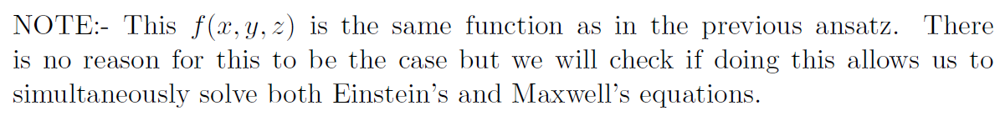 NOTE:- This f(x, y, z) is the same function as in the previous ansatz. There
is no reason for this to be the case but we will check if doing this allows us to
simultaneously solve both Einstein's and Maxwell's equations.